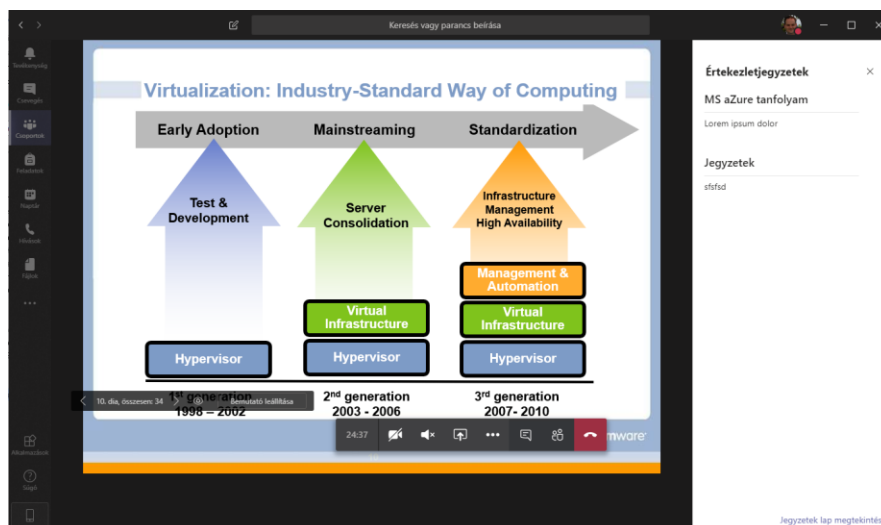 Keresés vagy parancs beírása
Tevékenység
Csevegés
Csoportok
Feladatok
Naptár
Hívások
Fájlok
Alkalmazások
Súgó
Virtualization: Industry-Standard Way of Computing
Early Adoption
Mainstreaming
Standardization
Test &
Development
Server
Consolidation
Infrastructure
Management
High Availability
Management &
Automation
Virtual
Infrastructure
Virtual
Infrastructure
Hypervisor
Hypervisor
Hypervisor
1st generation
1998 – 2002
2nd generation
2003 - 2006
3rd generation
2007- 2010
10. dia, összesen: 34
Bemutató leállítása
24:37
mware
Értekezletjegyzetek
MS aZure tanfolyam
Lorem ipsum dolor
Jegyzetek
sfsfsd
Jegyzetek lap megtekintés